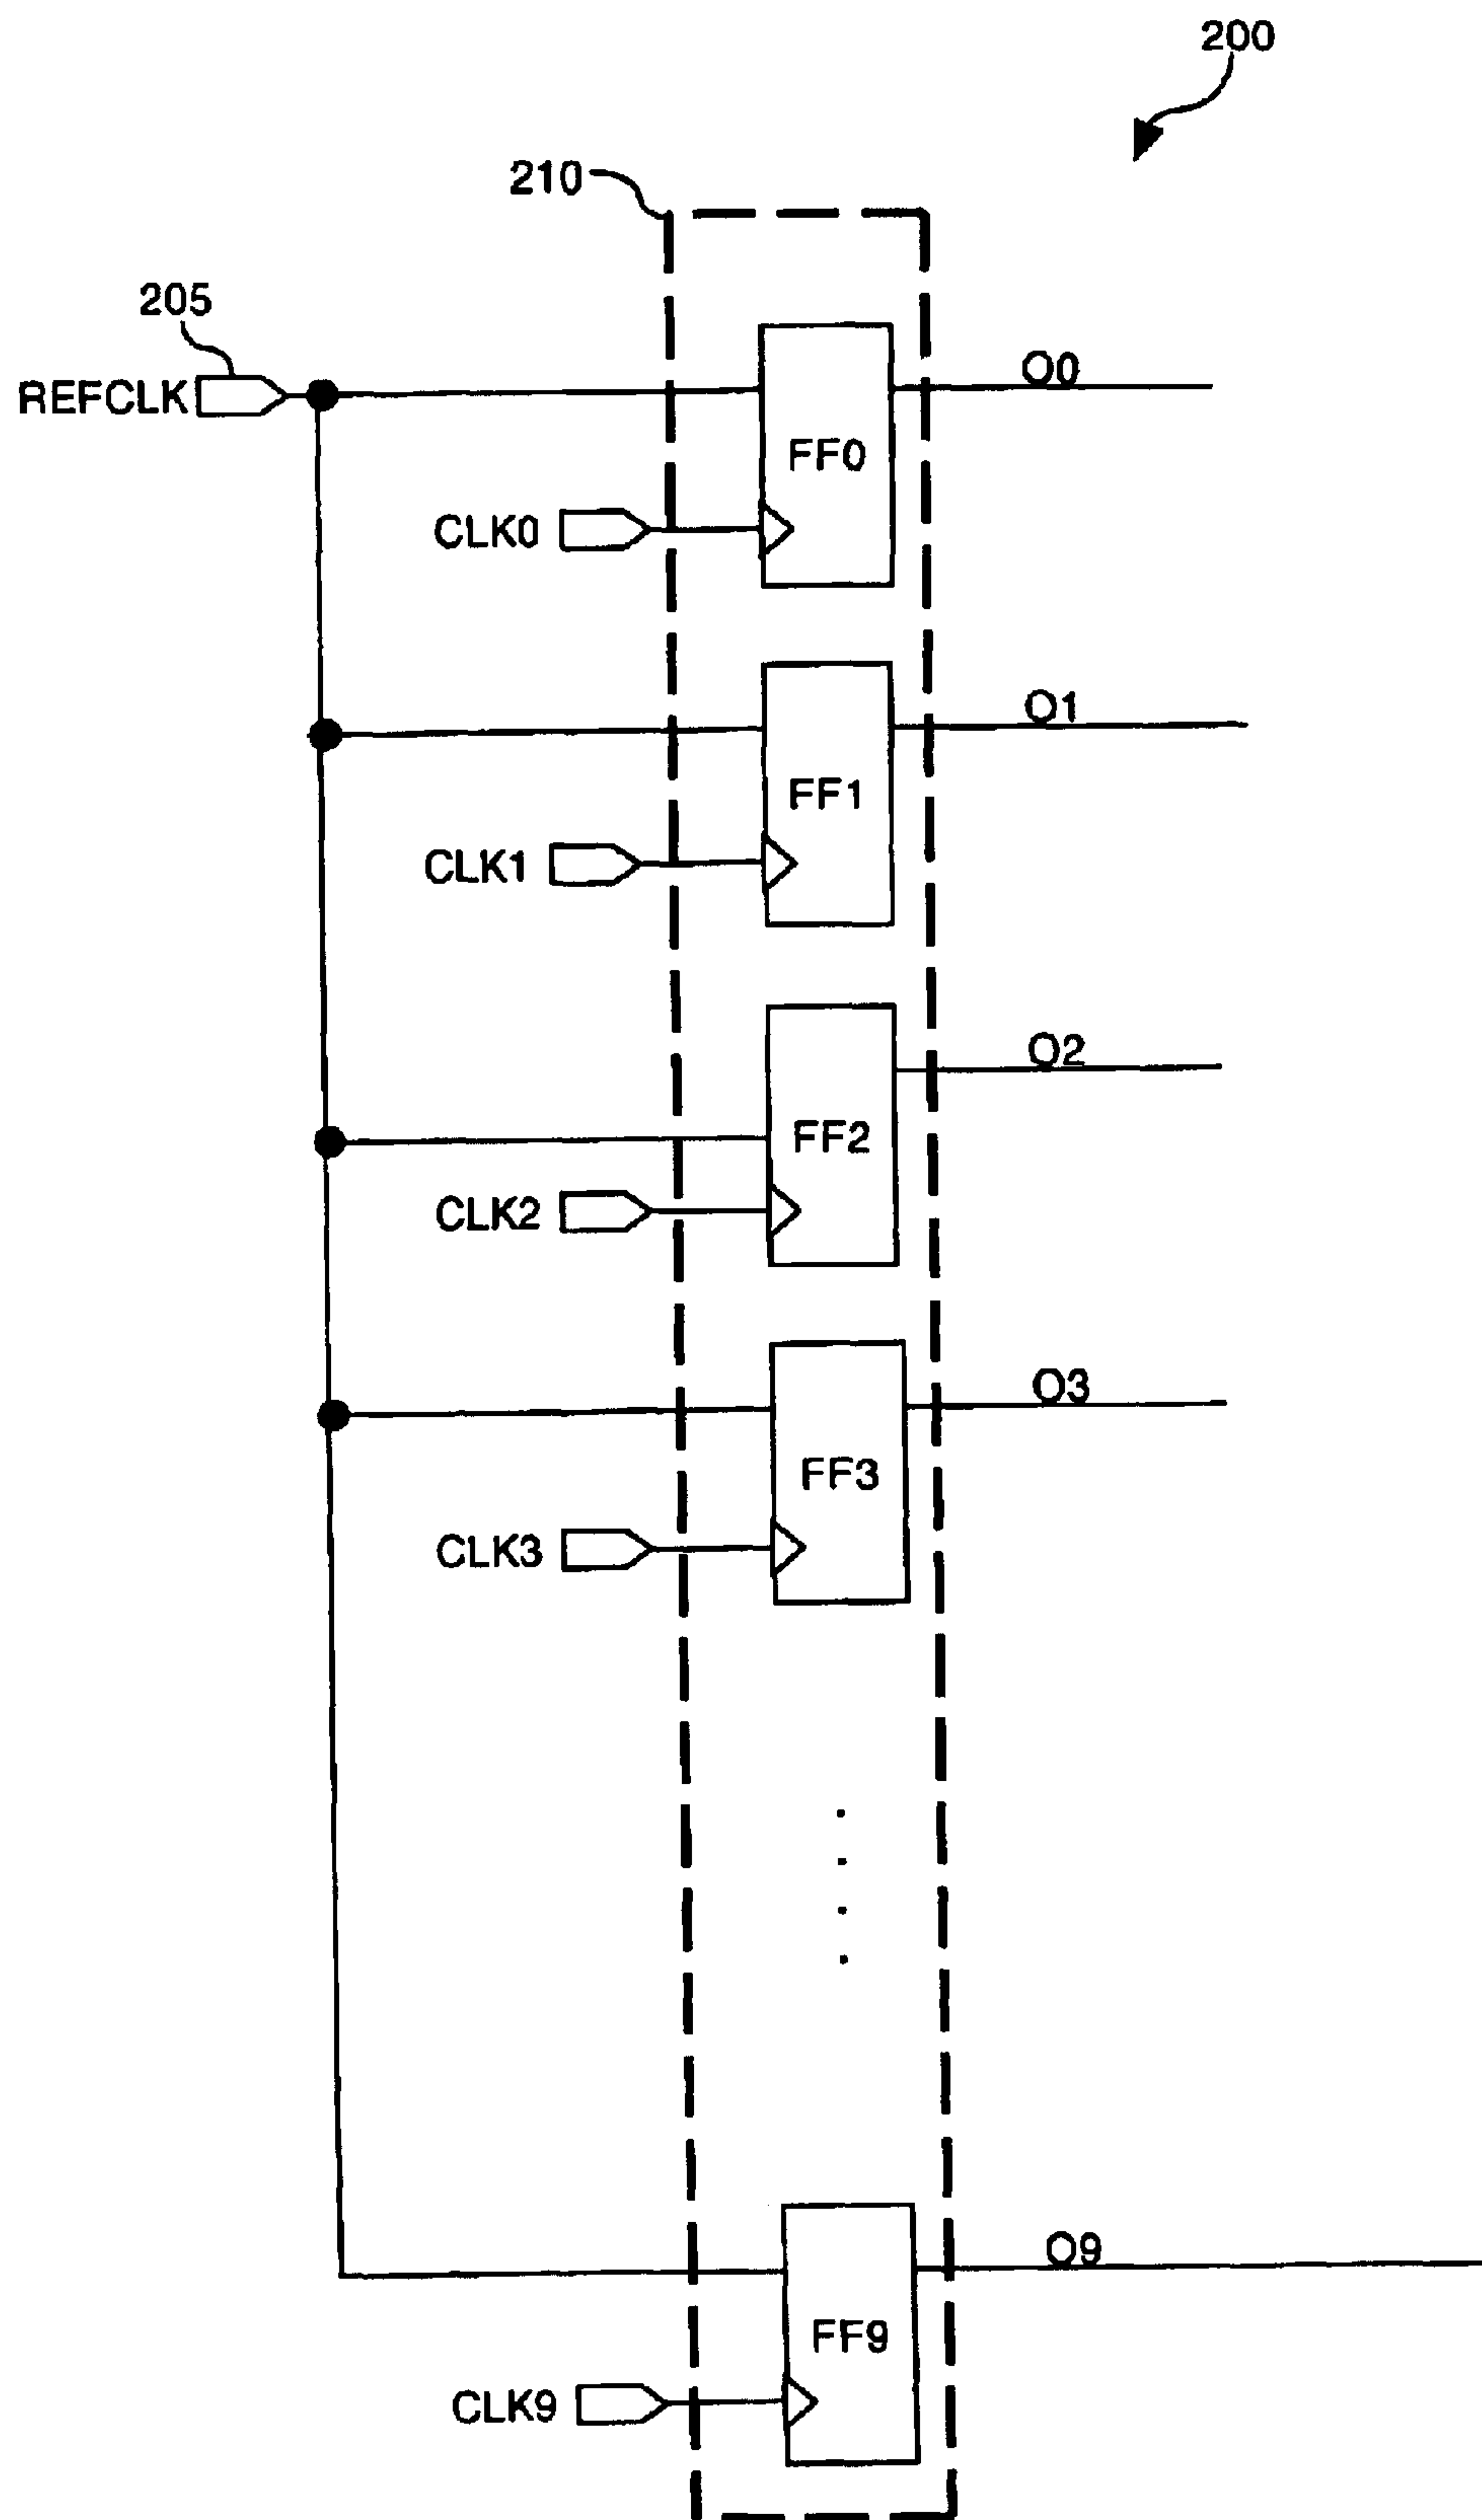 200
210
205
REFCLK
O0
FF0
CLK0
O1
FF1
CLK1
O2
FF2
CLK2
O3
FF3
CLK3
O9
FF9
CLK9